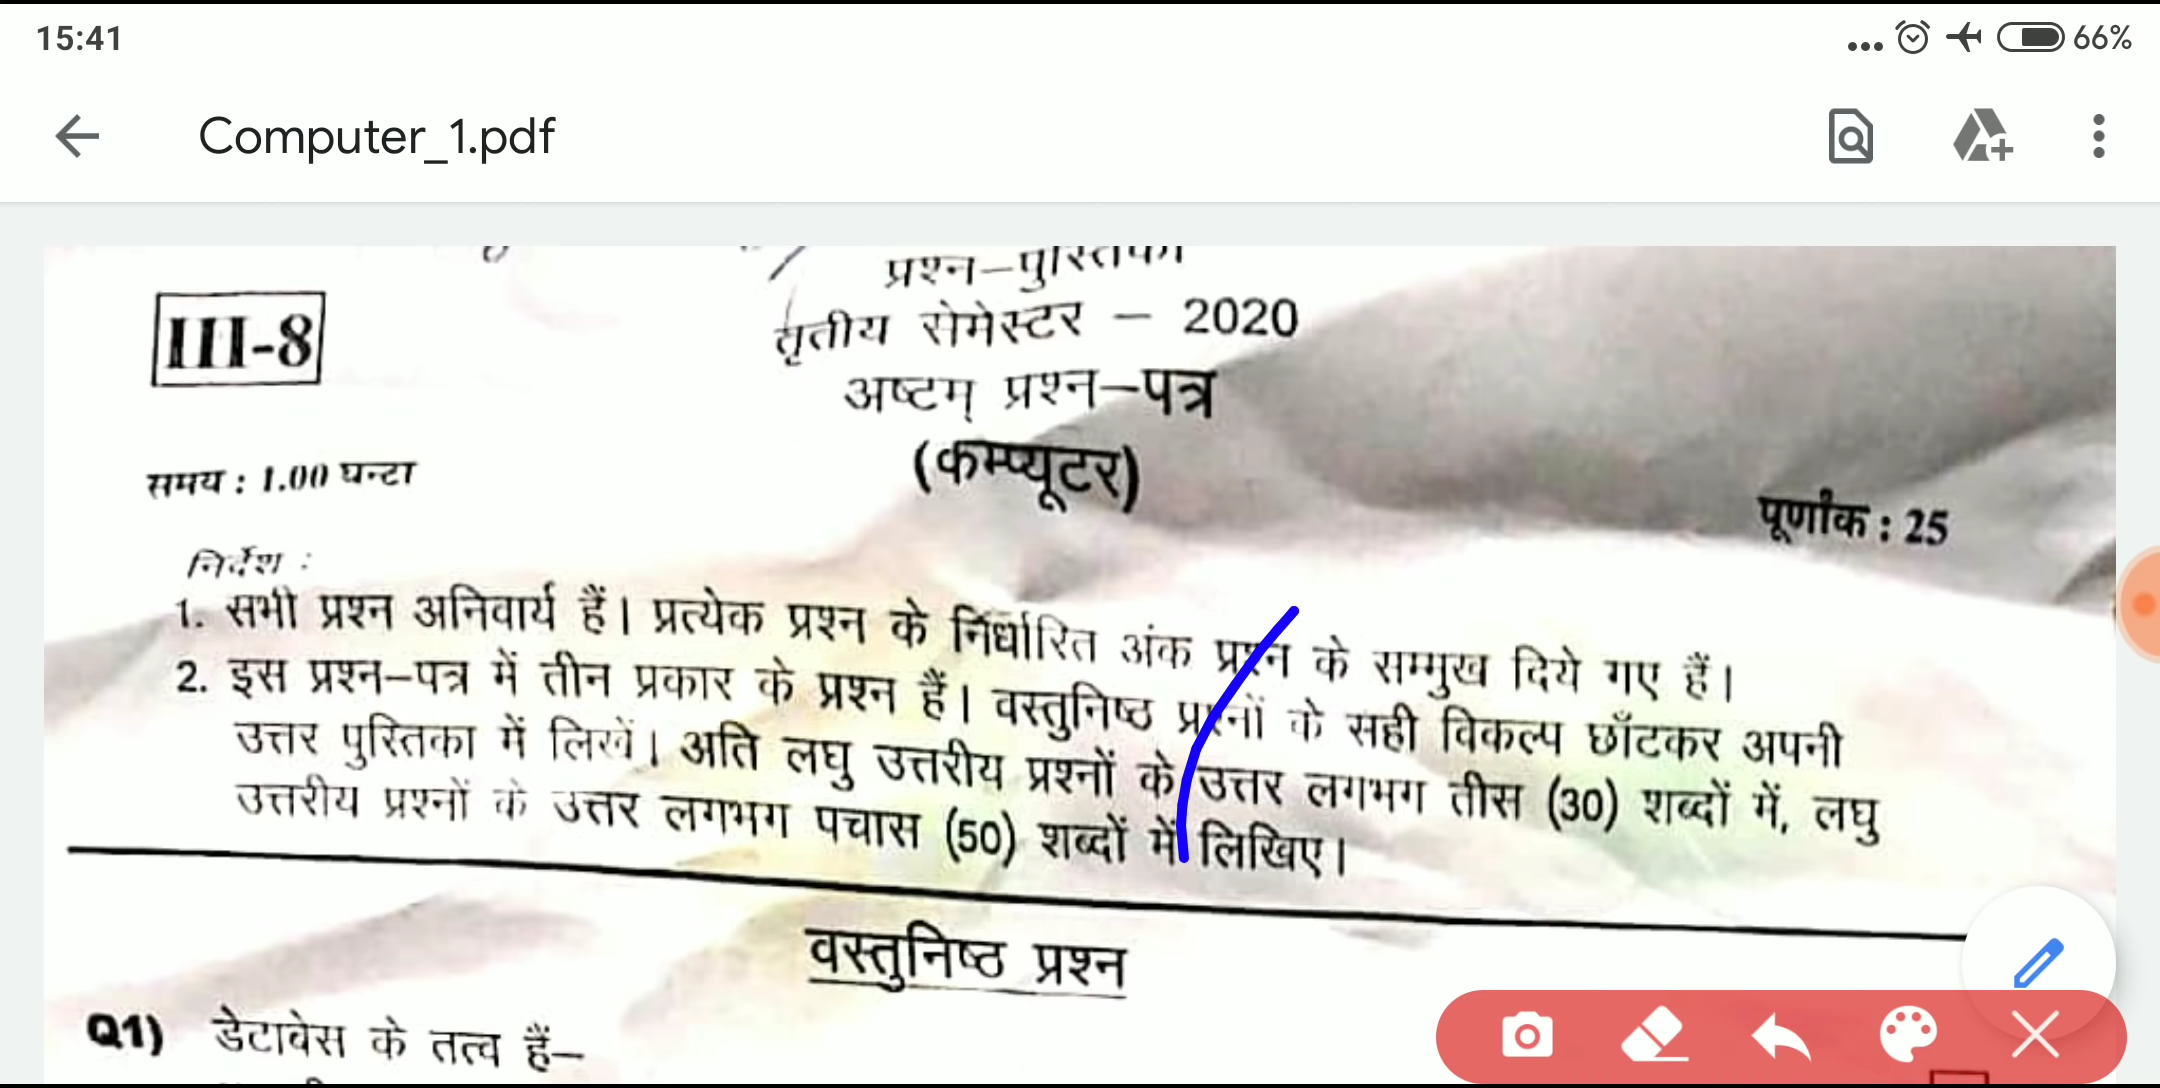 15:41
66%
Computer_1.pdf
प्रश्न–पुस्तिका
III-8
तृतीय सेमेस्टर – 2020
अष्टम् प्रश्न–पत्र
(कम्प्यूटर)
समय : 1.00 घन्टा
पूर्णांक : 25
निर्देश :
1. सभी प्रश्न अनिवार्य हैं। प्रत्येक प्रश्न के निर्धारित अंक प्रश्न के सम्मुख दिये गए हैं।
2. इस प्रश्न–पत्र में तीन प्रकार के प्रश्न हैं। वस्तुनिष्ठ प्रश्नों के सही विकल्प छाँटकर अपनी
उत्तर पुस्तिका में लिखें। अति लघु उत्तरीय प्रश्नों के उत्तर लगभग तीस (30) शब्दों में, लघु
उत्तरीय प्रश्नों के उत्तर लगभग पचास (50) शब्दों में लिखिए।
वस्तुनिष्ठ प्रश्न
Q1) डेटाबेस के तत्व हैं–